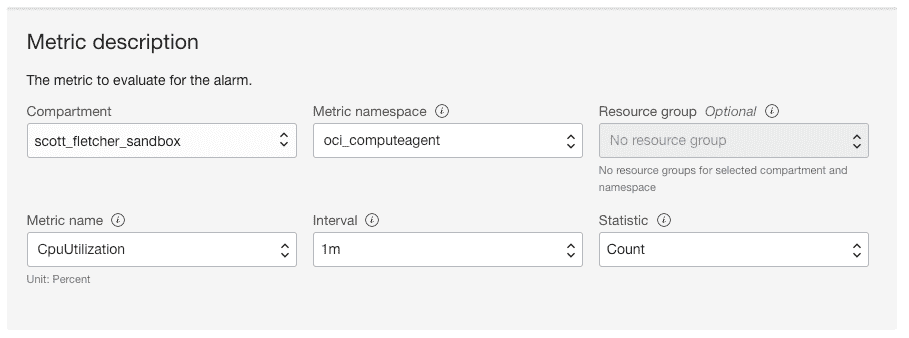 Metric description
The metric to evaluate for the alarm.
Compartment
Metric namespace
Resource group Optional
scott_fletcher_sandbox
oci_computeagent
No resource group
No resource groups for selected compartment and
namespace
Metric name
Interval
Statistic
CpuUtilization
1m
Count
Unit: Percent